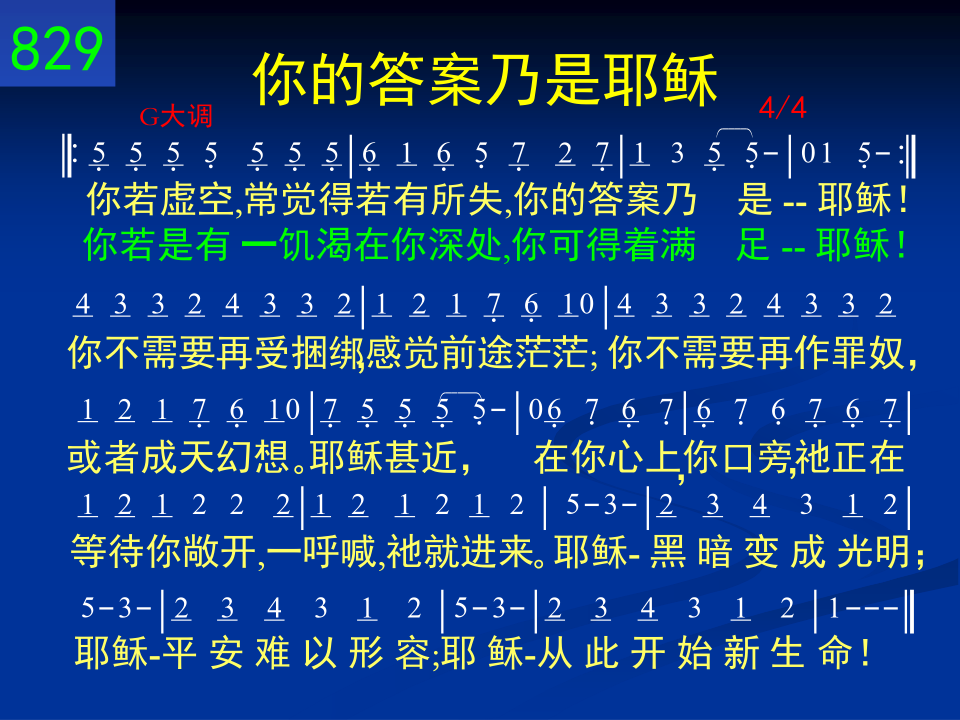 829
你的答案乃是耶稣
G大调
4/4
‖: 5 5 5 5 5 5 5|6 1 6 5 7 2 7|1 3 5 5-|01 5-:‖
你若虚空,常觉得若有所失,你的答案乃 是 -- 耶稣!
你若是有 一饥渴在你深处,你可得着满 足 -- 耶稣!
4 3 3 2 4 3 3 2|1 2 1 7 6 10|4 3 3 2 4 3 3 2
你不需要再受捆绑,感觉前途茫茫; 你不需要再作罪奴,
1 2 1 7 6 10|7 5 5 5 5-|06 7 6 7|6 7 6 7 6 7|
或者成天幻想。耶稣甚近, 在你心上,你口旁,祂正在
1 2 1 2 2 2|1 2 1 2 1 2|5-3-|2 3 4 3 1 2|
等待你敞开,一呼喊,祂就进来。耶稣- 黑 暗 变 成 光明;
5-3-|2 3 4 3 1 2|5-3-|2 3 4 3 1 2|1---‖
耶稣-平 安 难 以 形 容;耶 稣-从 此 开 始 新 生 命!